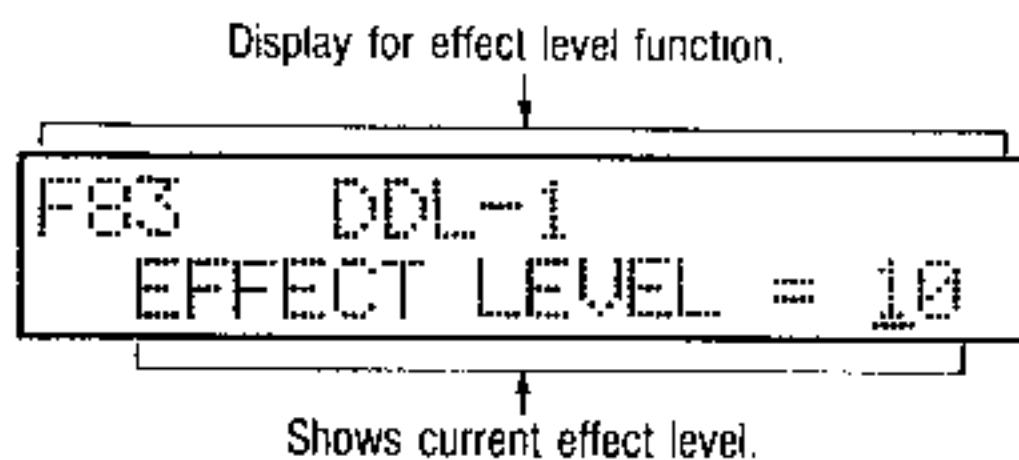 Display for effect level function.
F83 DDL-1
EFFECT LEVEL = 10
Shows current effect level.